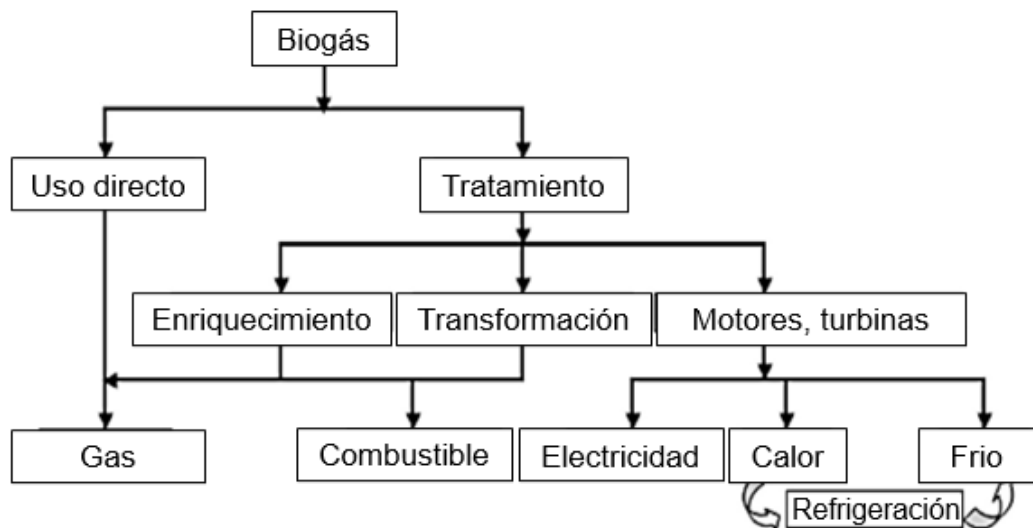 Biogás
Uso directo
Tratamiento
Enriquecimiento
Transformación
Motores, turbinas
Gas
Combustible
Electricidad
Calor
Frio
Refrigeración